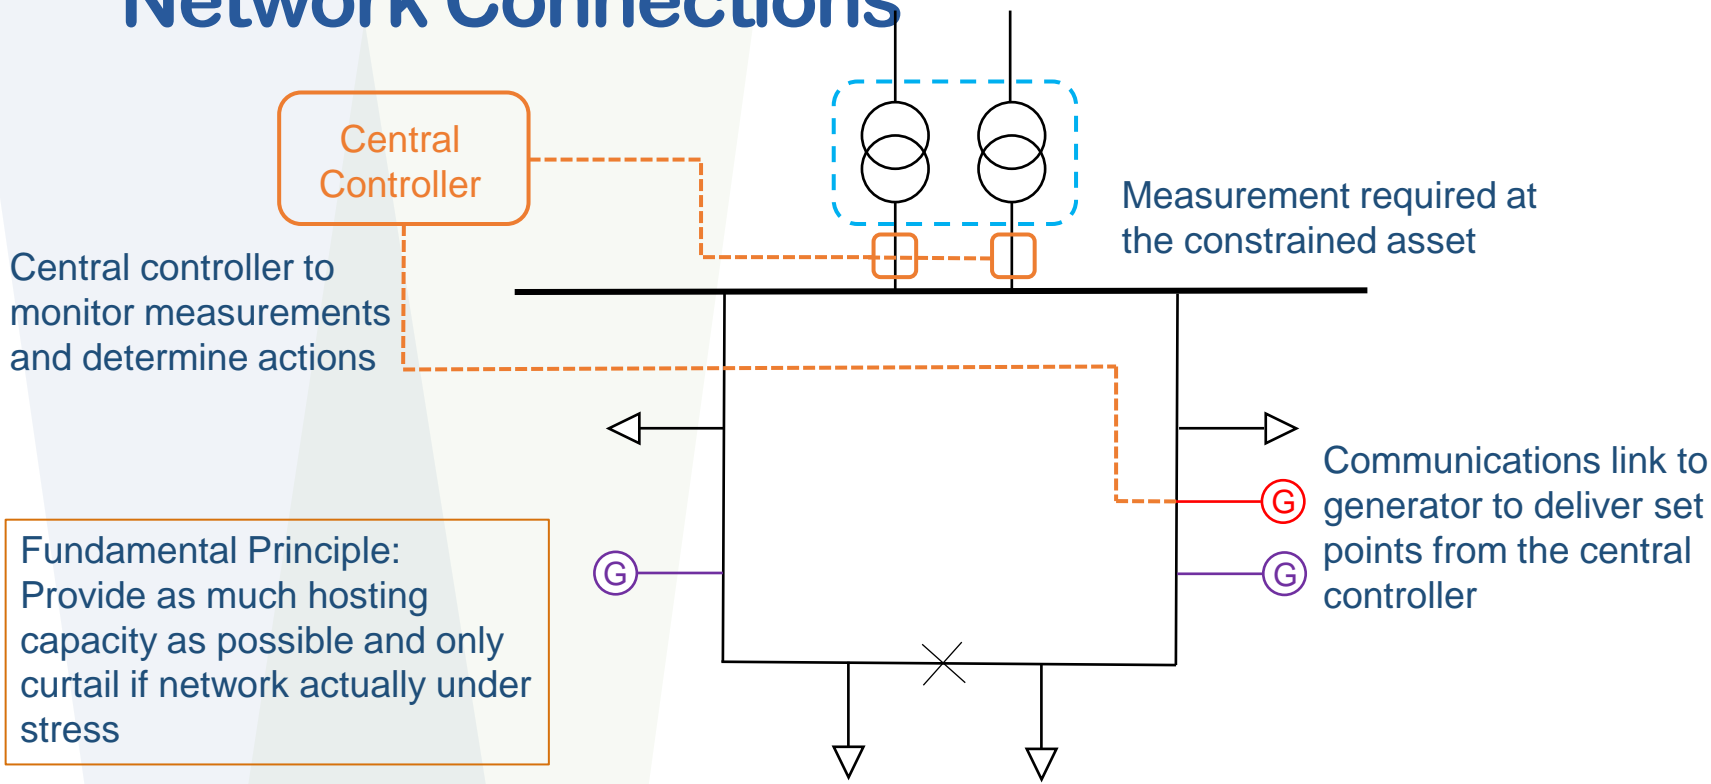 Network Connections
Central
Controller
Measurement required at
the constrained asset
Central controller to
monitor measurements
and determine actions
Communications link to
generator to deliver set
points from the central
controller
G
G
G
Fundamental Principle:
Provide as much hosting
capacity as possible and only
curtail if network actually under
stress